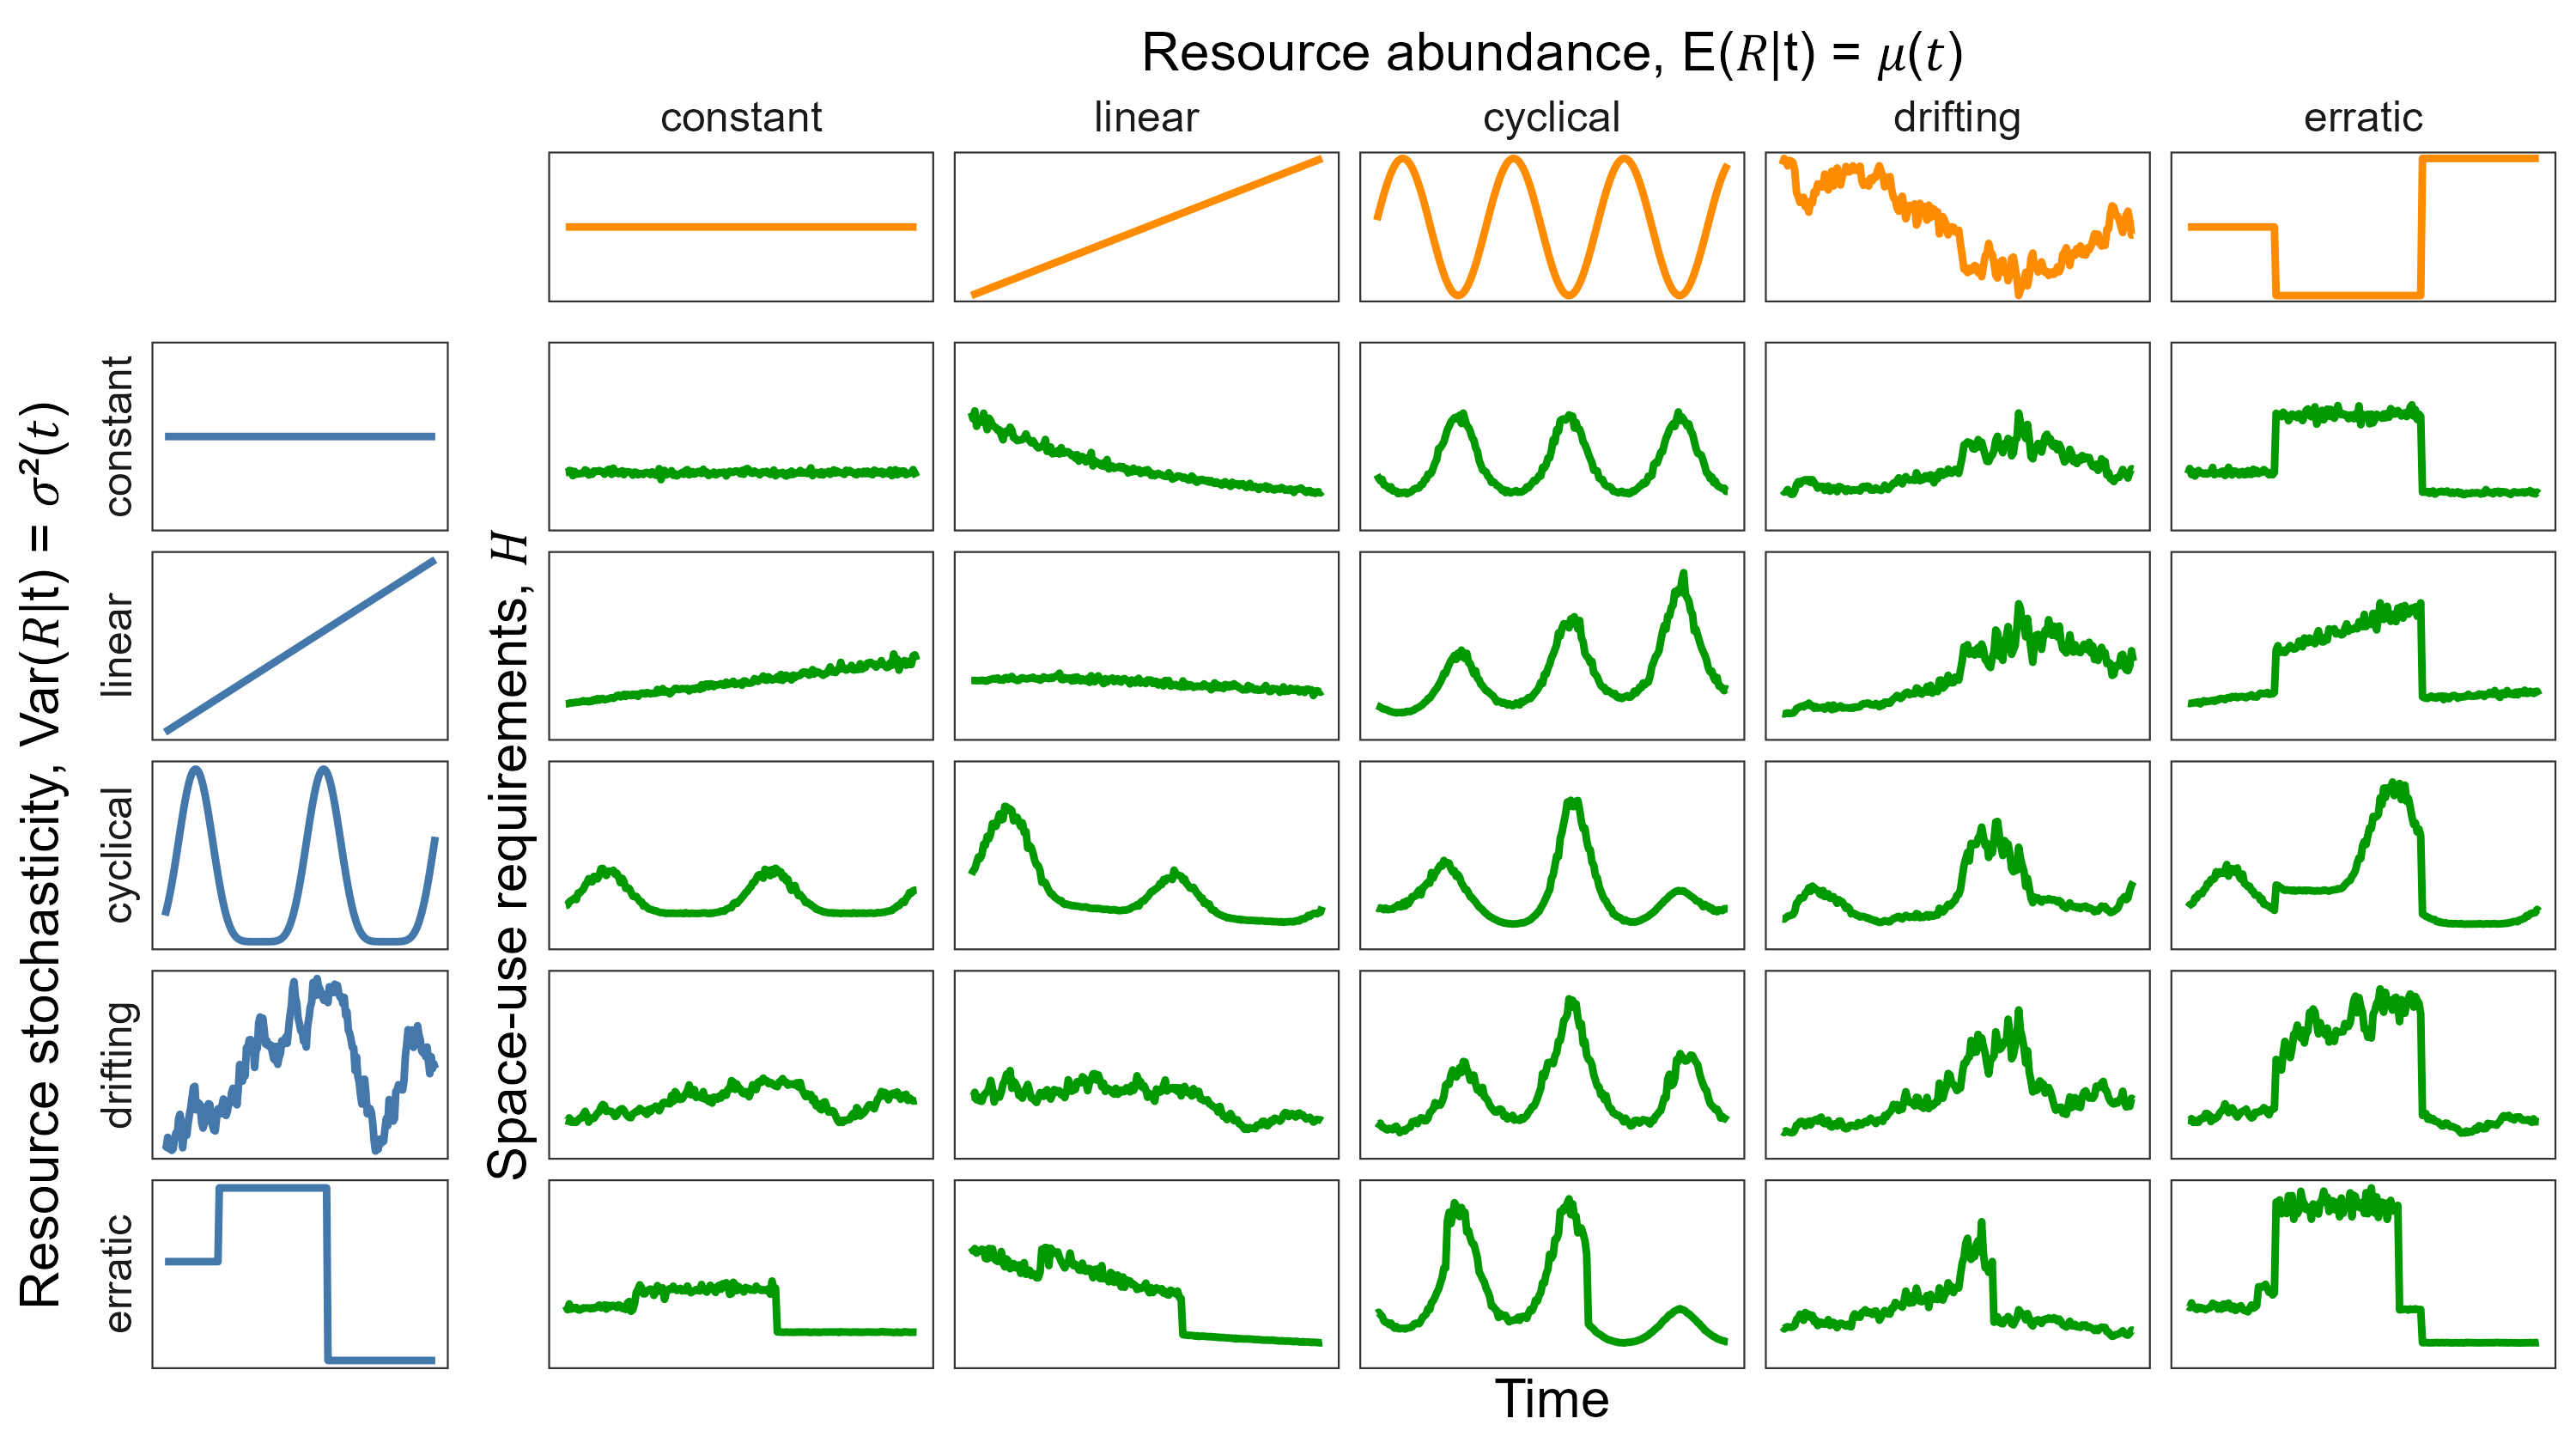 Resource abundance, E(R|t) = μ(t)
constant
linear
cyclical
drifting
erratic
Resource stochasticity, Var(R|t) = σ²(t)
constant
linear
cyclical
drifting
erratic
Space-use requirements, H
Time